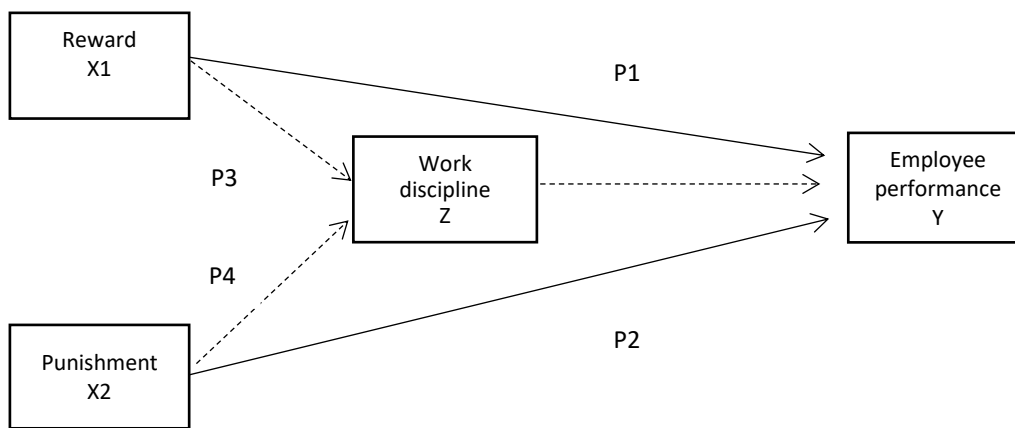 Reward
X1
P1
Work
discipline
Z
Employee
performance
Y
P3
P4
Punishment
X2
P2